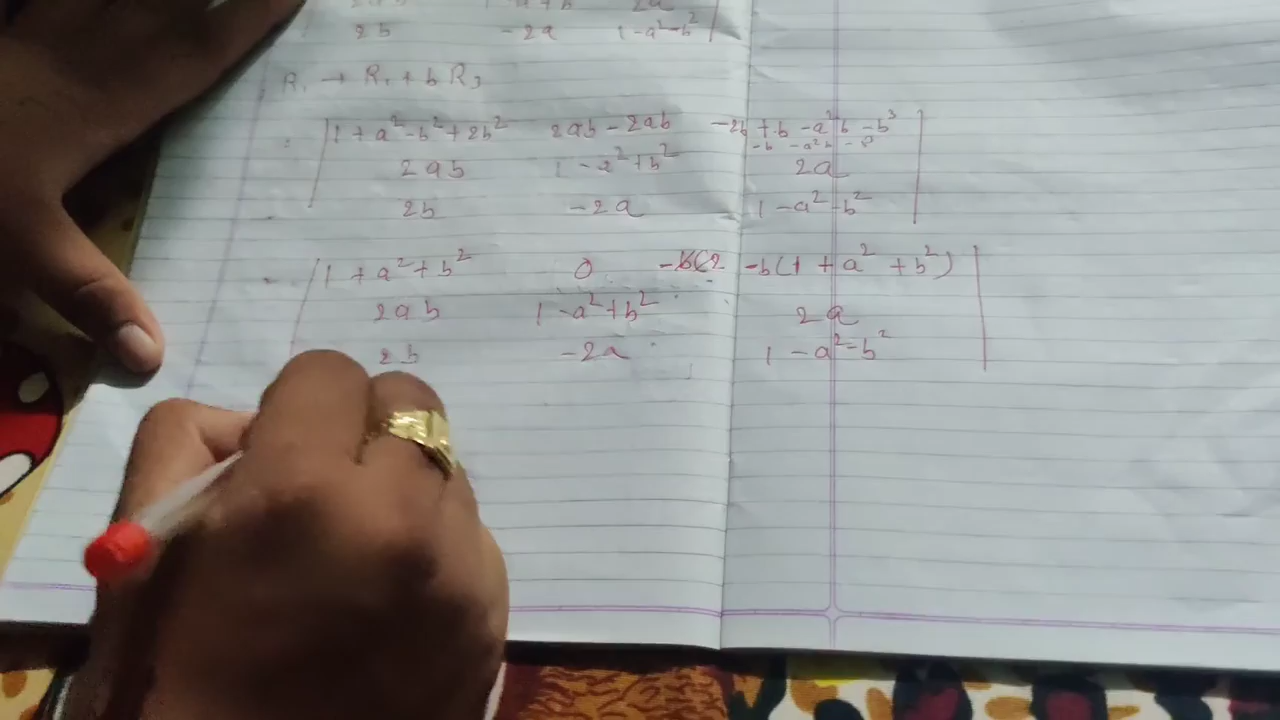 2b -2a 1-a²-b²
R₁ → R₁ + b R₃
1+a²-b²+2b² 2ab-2ab -2b+b-a²b-b³
-b -a²b -
2ab 1-a²+b² 2a
2b -2a 1-a²-b²
= 1+a²+b² 0 -b(1+a²+b²)
2ab 1-a²+b² 2a
2b -2a 1-a²-b²